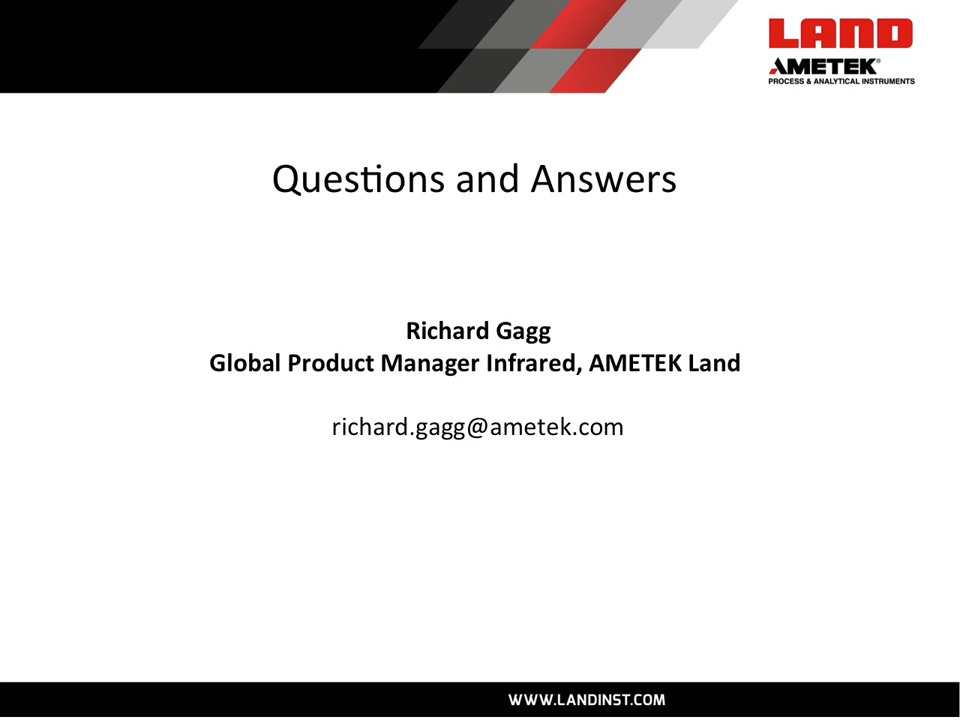 LAND
AMETEK®
PROCESS & ANALYTICAL INSTRUMENTS
Questions and Answers
Richard Gagg
Global Product Manager Infrared, AMETEK Land
richard.gagg@ametek.com
WWW.LANDINST.COM